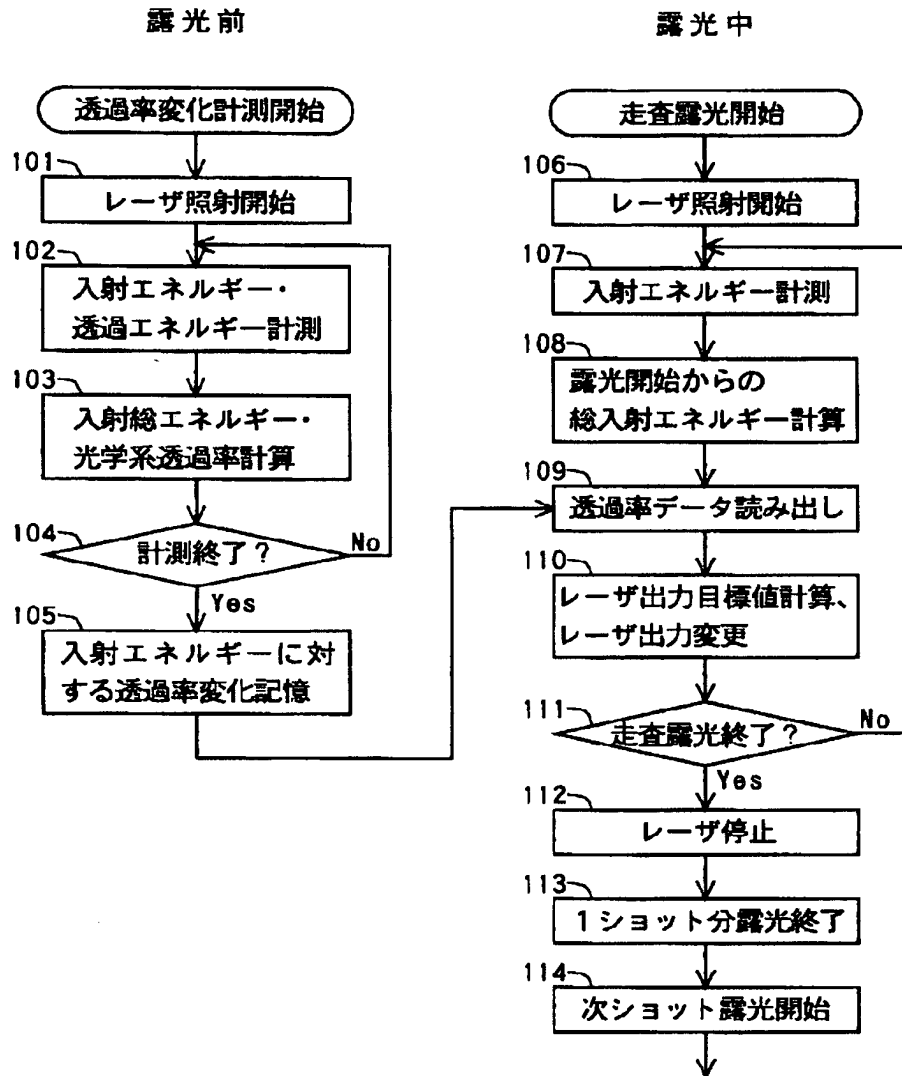 露光前
透過率変化計測開始
101
レーザ照射開始
102
入射エネルギー・
透過エネルギー計測
103
入射総エネルギー・
光学系透過率計算
104
計測終了？
No
Yes
105
入射エネルギーに対
する透過率変化記憶
露光中
走査露光開始
106
レーザ照射開始
107
入射エネルギー計測
108
露光開始からの
総入射エネルギー計算
109
透過率データ読み出し
110
レーザ出力目標値計算、
レーザ出力変更
111
走査露光終了？
No
Yes
112
レーザ停止
113
1ショット分露光終了
114
次ショット露光開始